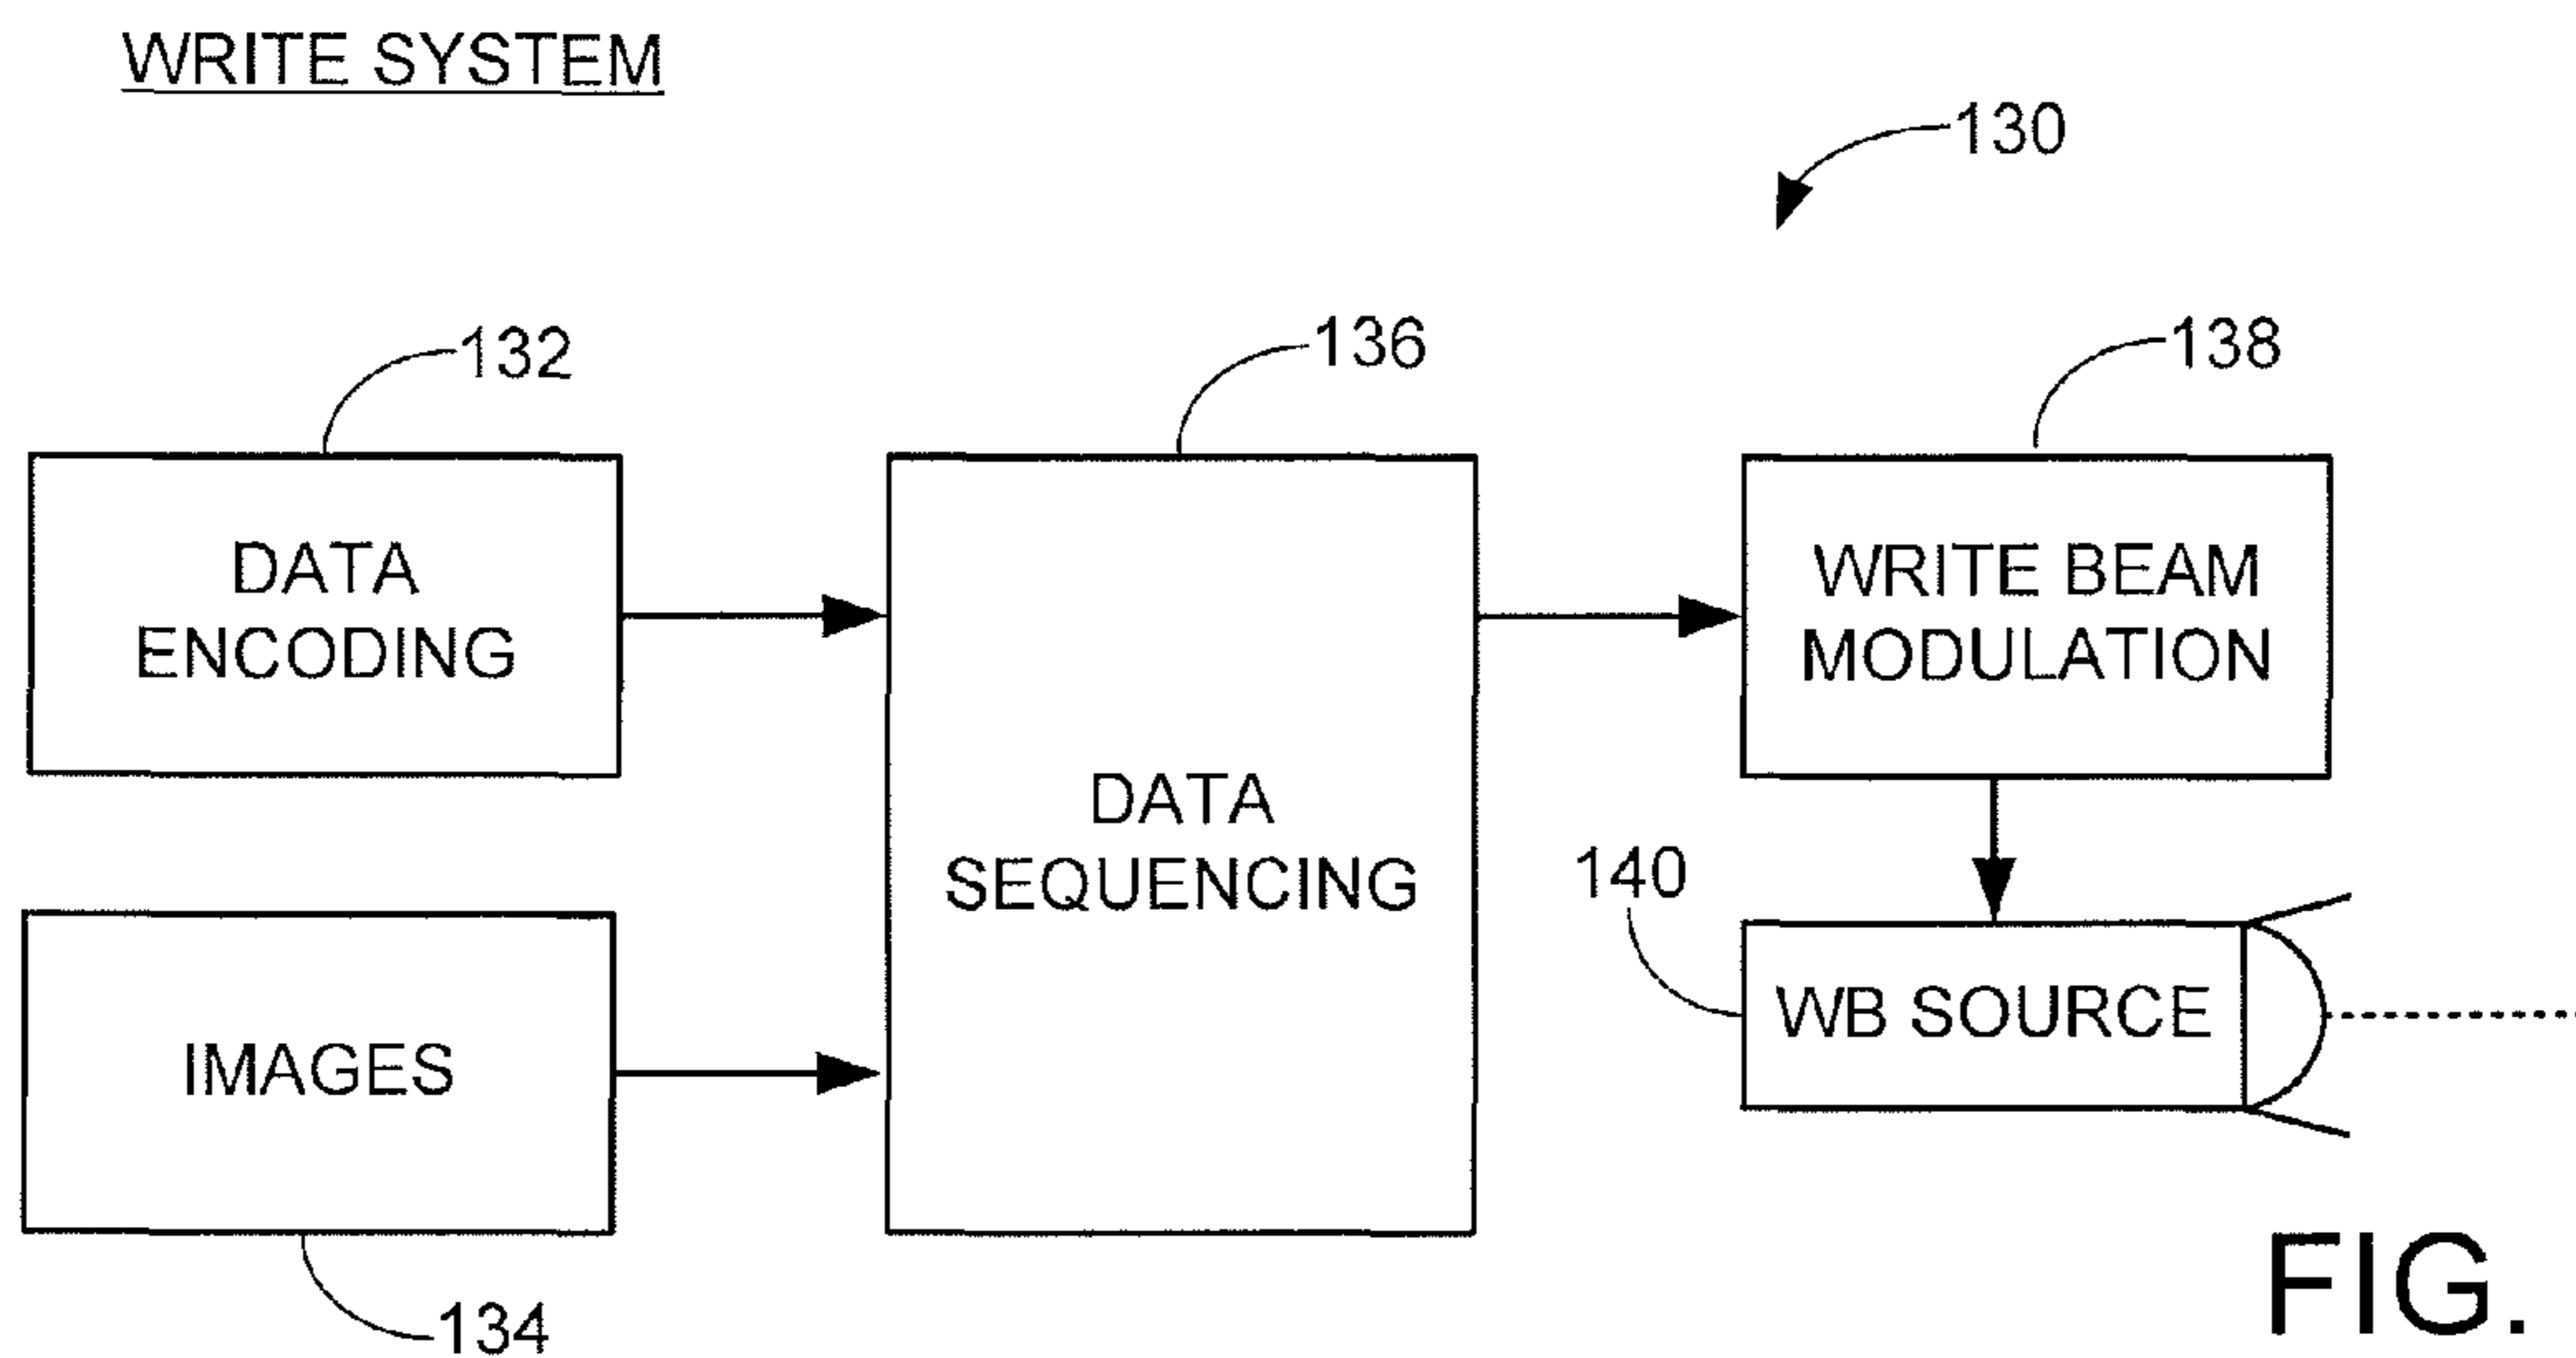 WRITE SYSTEM
130
132
136
138
DATA
ENCODING
WRITE BEAM
MODULATION
DATA
SEQUENCING
140
WB SOURCE
IMAGES
134
FIG.